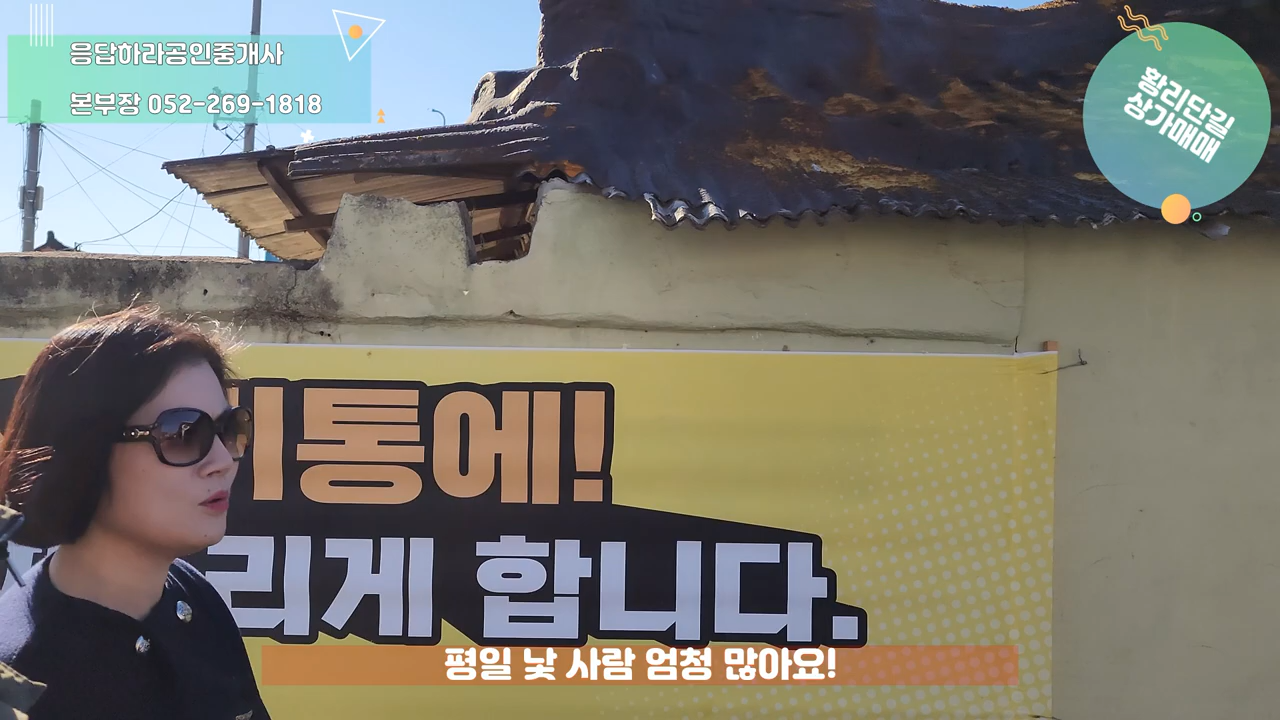 응답하라공인중개사
본부장 052-269-1818
황리단길
상가매매
통에!
리게 합니다.
평일 낮 사람 엄청 많아요!